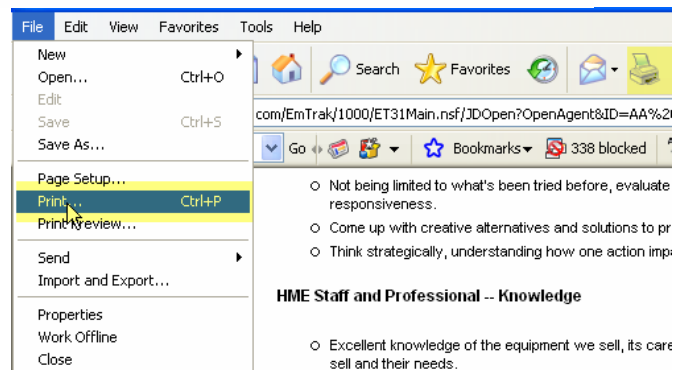 File Edit View Favorites Tools Help
New
Open... Ctrl+O
Edit
Save Ctrl+S
Save As...
Page Setup...
Print... Ctrl+P
Print Preview...
Send
Import and Export...
Properties
Work Offline
Close
Search Favorites
com/EmTrak/1000/ET31Main.nsf/JDOpen?OpenAgent&ID=AA%2
Go Bookmarks 338 blocked
Not being limited to what's been tried before, evaluate
responsiveness.
Come up with creative alternatives and solutions to pr
Think strategically, understanding how one action impa
HME Staff and Professional -- Knowledge
Excellent knowledge of the equipment we sell, its care
sell and their needs.